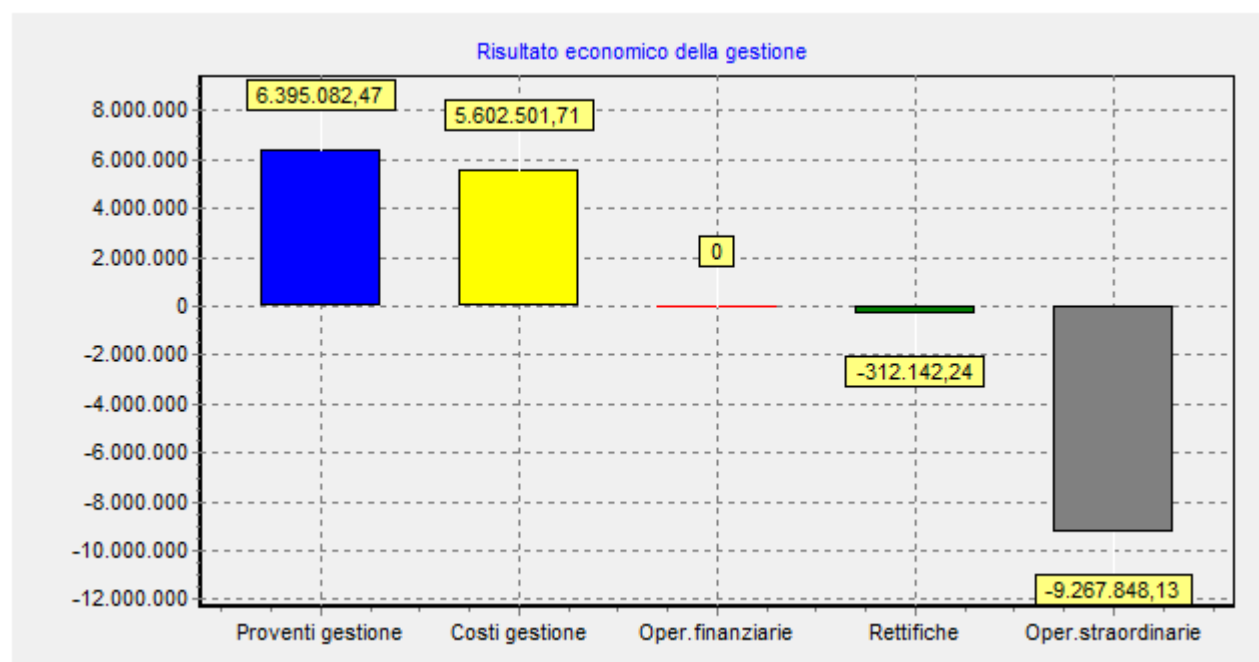 Risultato economico della gestione
6.395.082,47
5.602.501,71
0
-312.142,24
-9.267.848,13
8.000.000
6.000.000
4.000.000
2.000.000
0
-2.000.000
-4.000.000
-6.000.000
-8.000.000
-10.000.000
-12.000.000
Proventi gestione
Costi gestione
Oper.finanziarie
Rettifiche
Oper.straordinarie